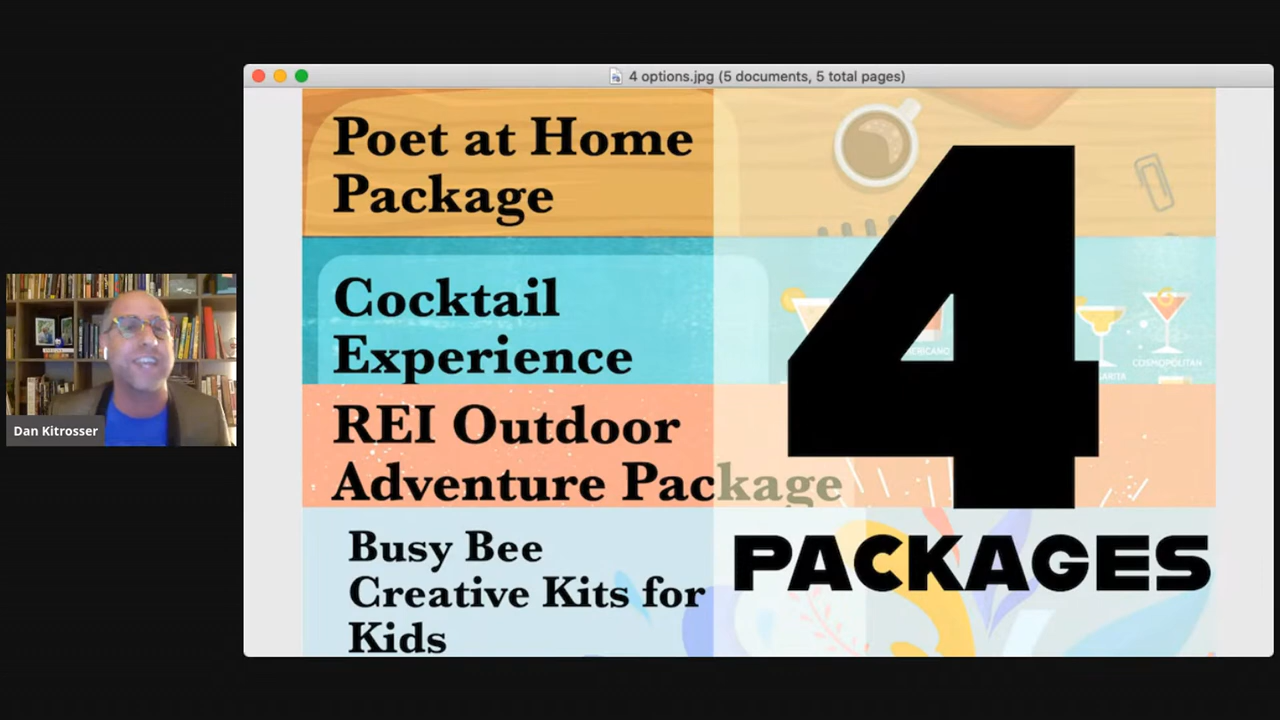 4 options.jpg (5 documents, 5 total pages)
Poet at Home
Package
Cocktail
Experience
REI Outdoor
Adventure Package
Busy Bee
Creative Kits for
Kids
4
PACKAGES
COSMOPOLITAN
Dan Kitrosser